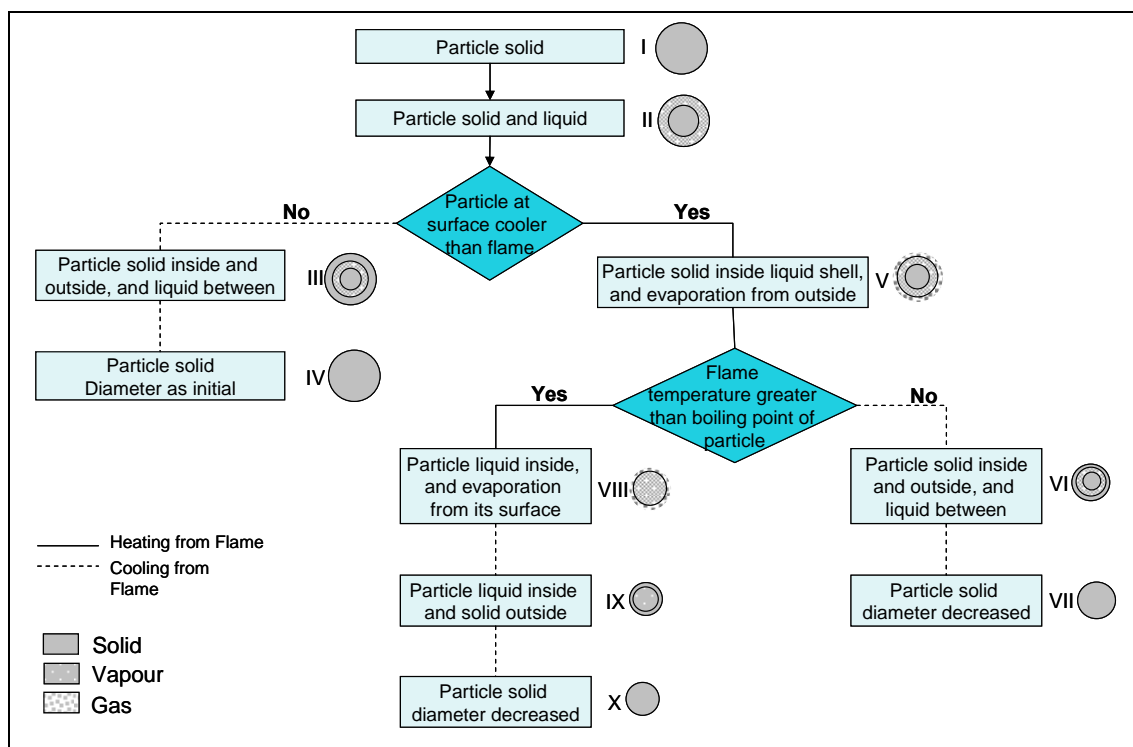 Particle solid
I
Particle solid and liquid
II
Particle at
surface cooler
than flame
No
Yes
Particle solid inside and
outside, and liquid between
III
Particle solid inside liquid shell,
and evaporation from outside
V
Particle solid
Diameter as initial
IV
Flame
temperature greater
than boiling point of
particle
Yes
No
Particle liquid inside,
and evaporation
from its surface
VIII
Particle solid inside
and outside, and
liquid between
VI
Heating from Flame
Cooling from
Flame
Particle liquid inside
and solid outside
IX
Particle solid
diameter decreased
VII
Solid
Vapour
Gas
Particle solid
diameter decreased
X